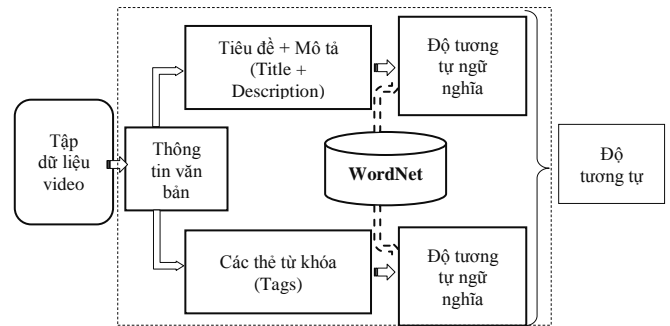 Tiêu đề + Mô tả
(Title +
Description)
Độ tương
tự ngữ
nghĩa
Tập
dữ liệu
video
Thông
tin văn
bản
WordNet
Độ
tương tự
Các thẻ từ khóa
(Tags)
Độ tương
tự ngữ
nghĩa